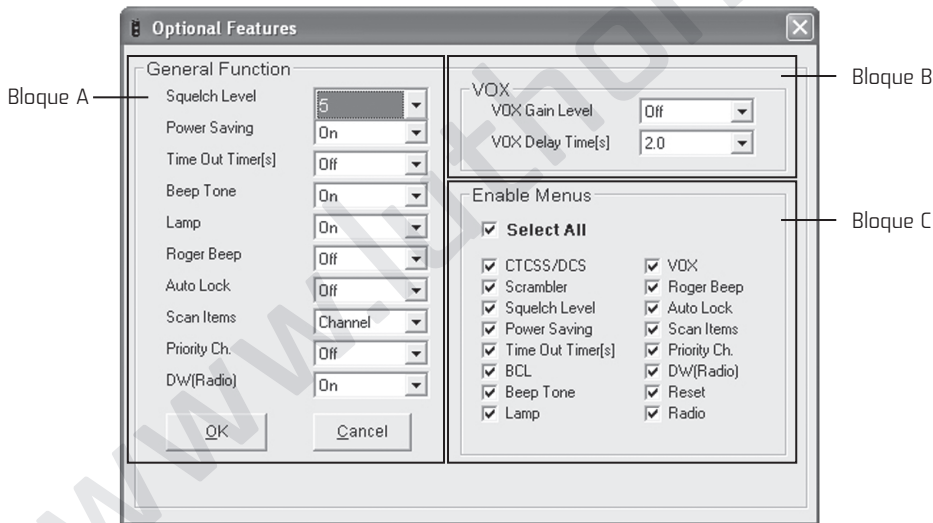 Optional Features
Bloque A
General Function
Squelch Level 5
Power Saving On
Time Out Timer[s] Off
Beep Tone On
Lamp On
Roger Beep Off
Auto Lock Off
Scan Items Channel
Priority Ch. Off
DW(Radio) On
OK Cancel
Bloque B
VOX
VOX Gain Level Off
VOX Delay Time[s] 2.0
Bloque C
Enable Menus
Select All
CTCSS/DCS VOX
Scrambler Roger Beep
Squelch Level Auto Lock
Power Saving Scan Items
Time Out Timer[s] Priority Ch.
BCL DW(Radio)
Beep Tone Reset
Lamp Radio